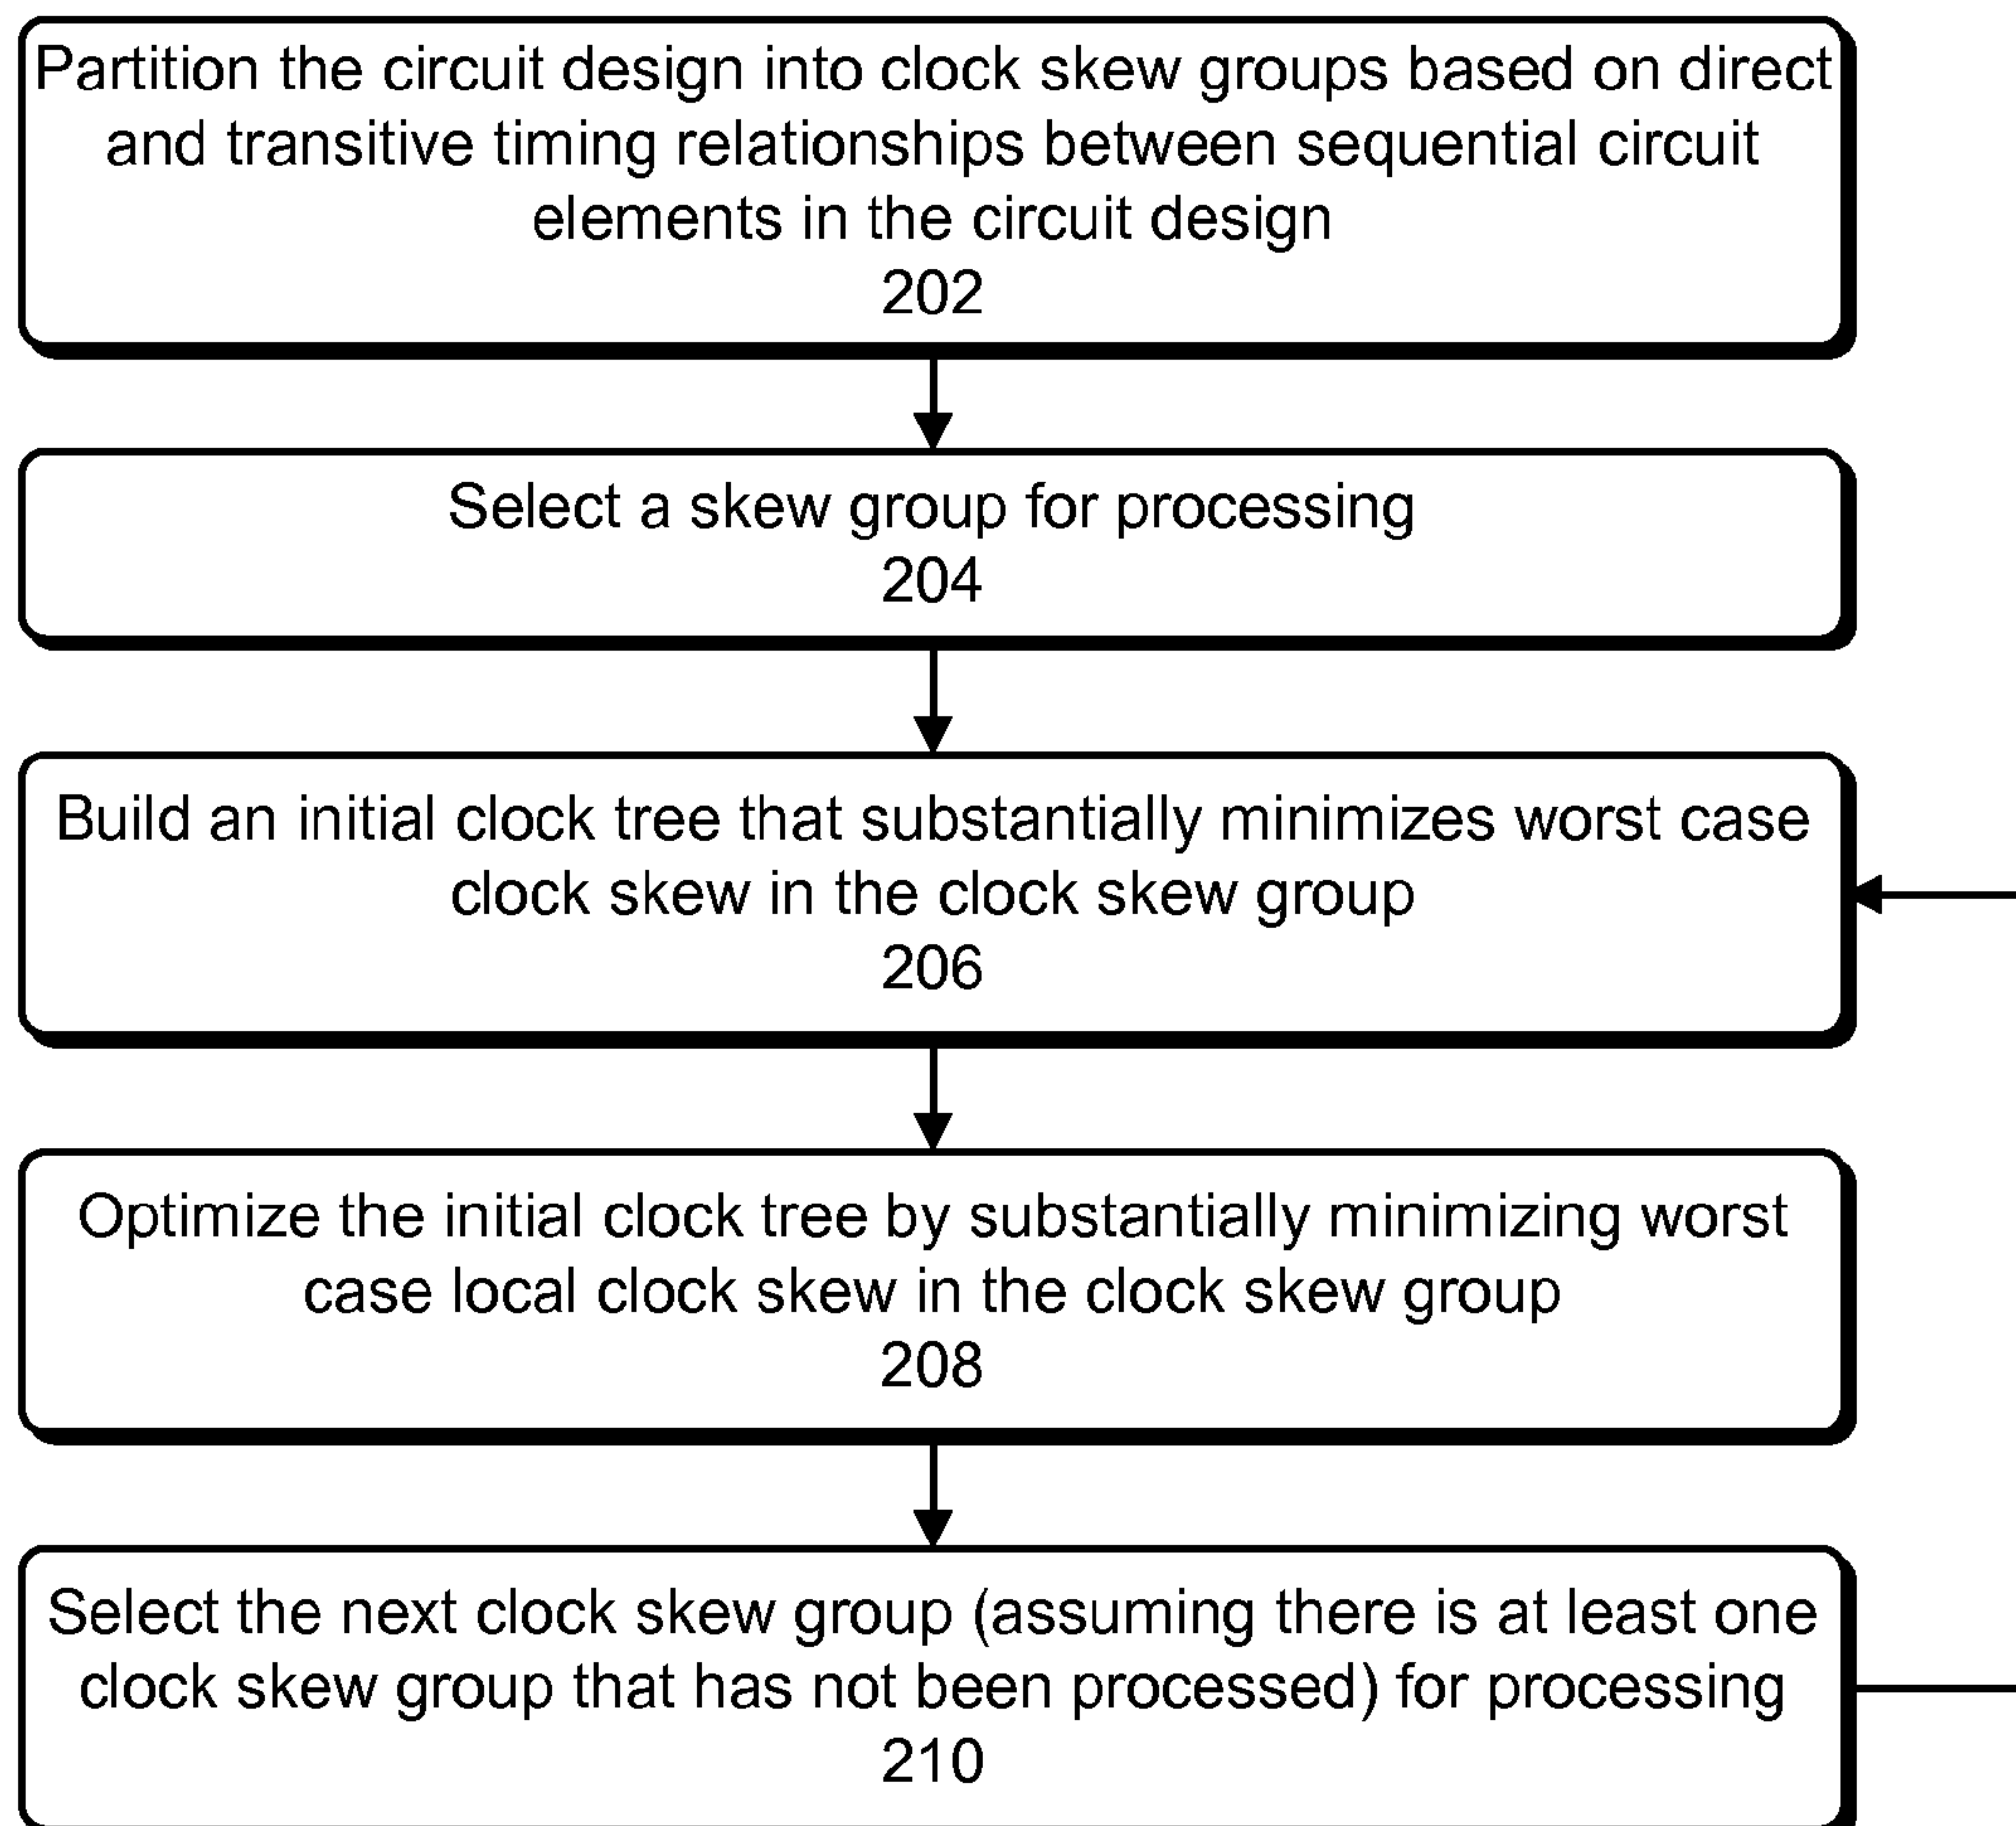 Partition the circuit design into clock skew groups based on direct
and transitive timing relationships between sequential circuit
elements in the circuit design
202
Select a skew group for processing
204
Build an initial clock tree that substantially minimizes worst case
clock skew in the clock skew group
206
Optimize the initial clock tree by substantially minimizing worst
case local clock skew in the clock skew group
208
Select the next clock skew group (assuming there is at least one
clock skew group that has not been processed) for processing
210